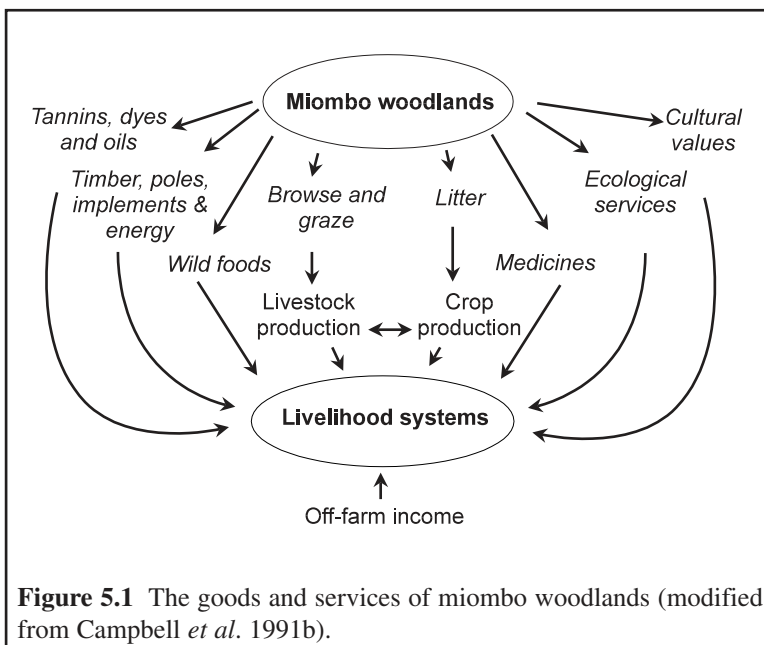 Miombo woodlands
Tannins, dyes
and oils
Timber, poles,
implements &
energy
Wild foods
Browse and
graze
Litter
Medicines
Ecological
services
Cultural
values
Livestock
production
Crop
production
Livelihood systems
Off-farm income
Figure 5.1 The goods and services of miombo woodlands (modified
from Campbell et al. 1991b).